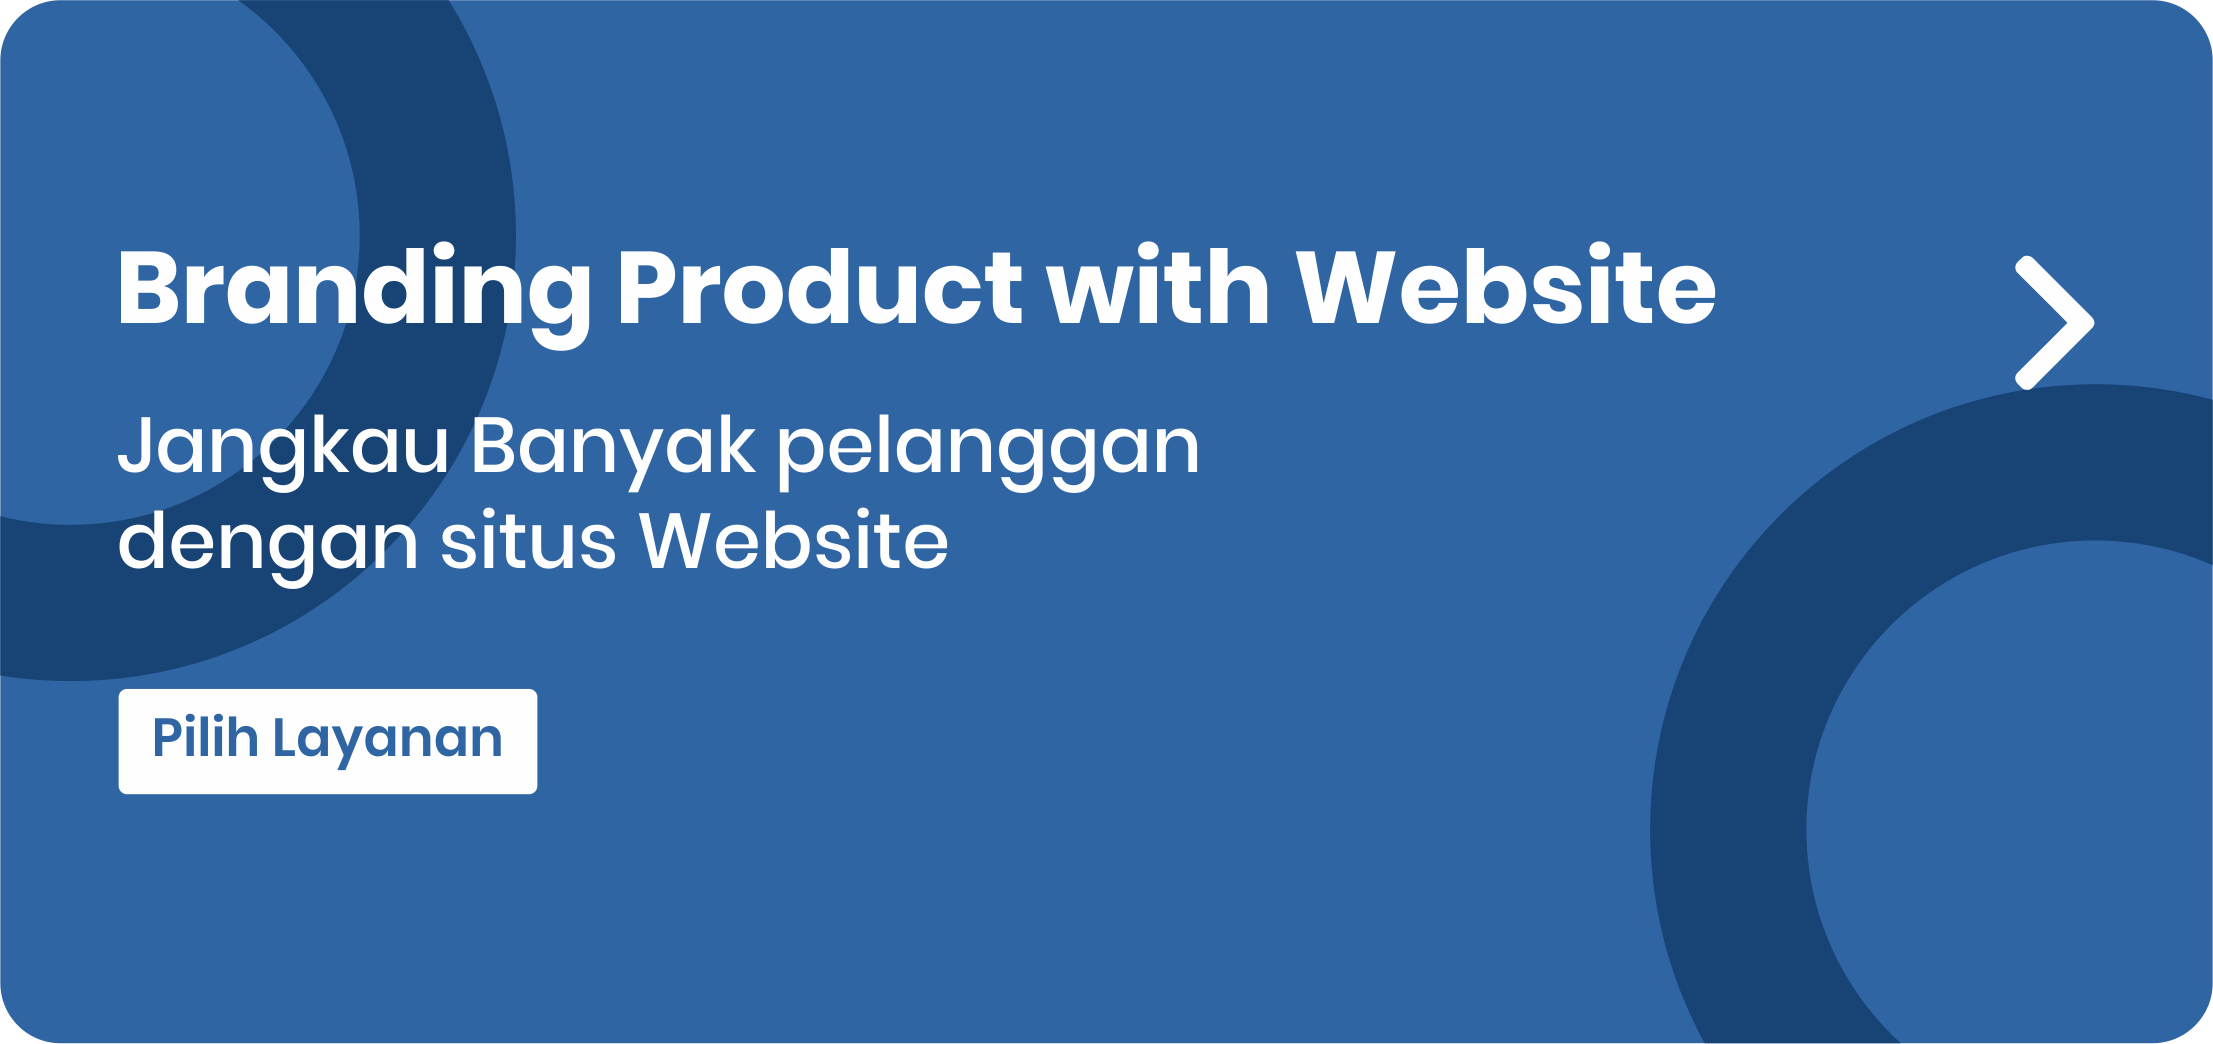 Branding Product with Website
Jangkau Banyak pelanggan
dengan situs Website
Pilih Layanan